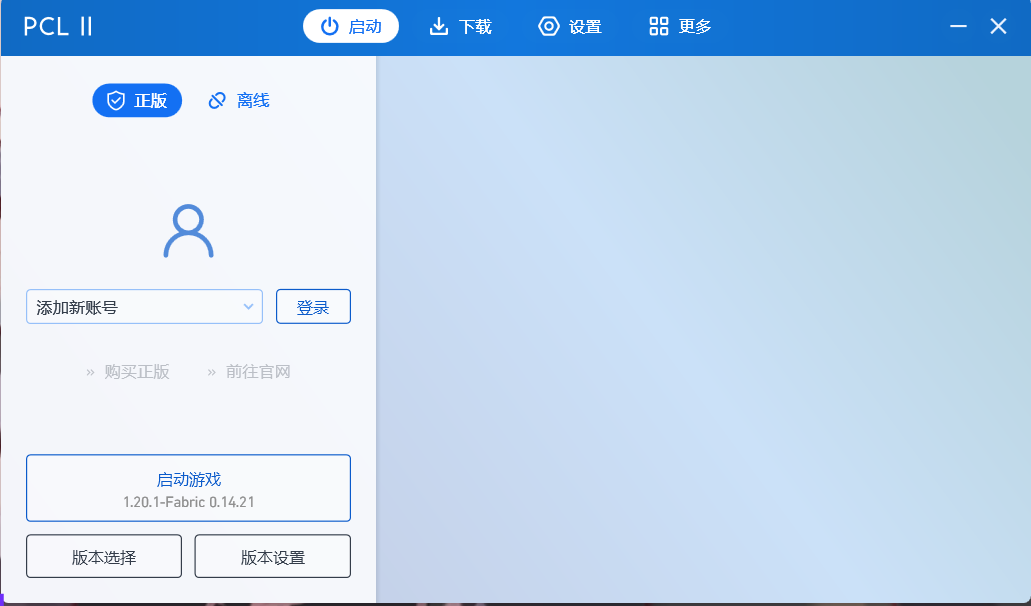 PCL II 启动 下载 设置 更多
正版 离线
添加新账号 登录
» 购买正版 » 前往官网
启动游戏
1.20.1-Fabric 0.14.21
版本选择 版本设置